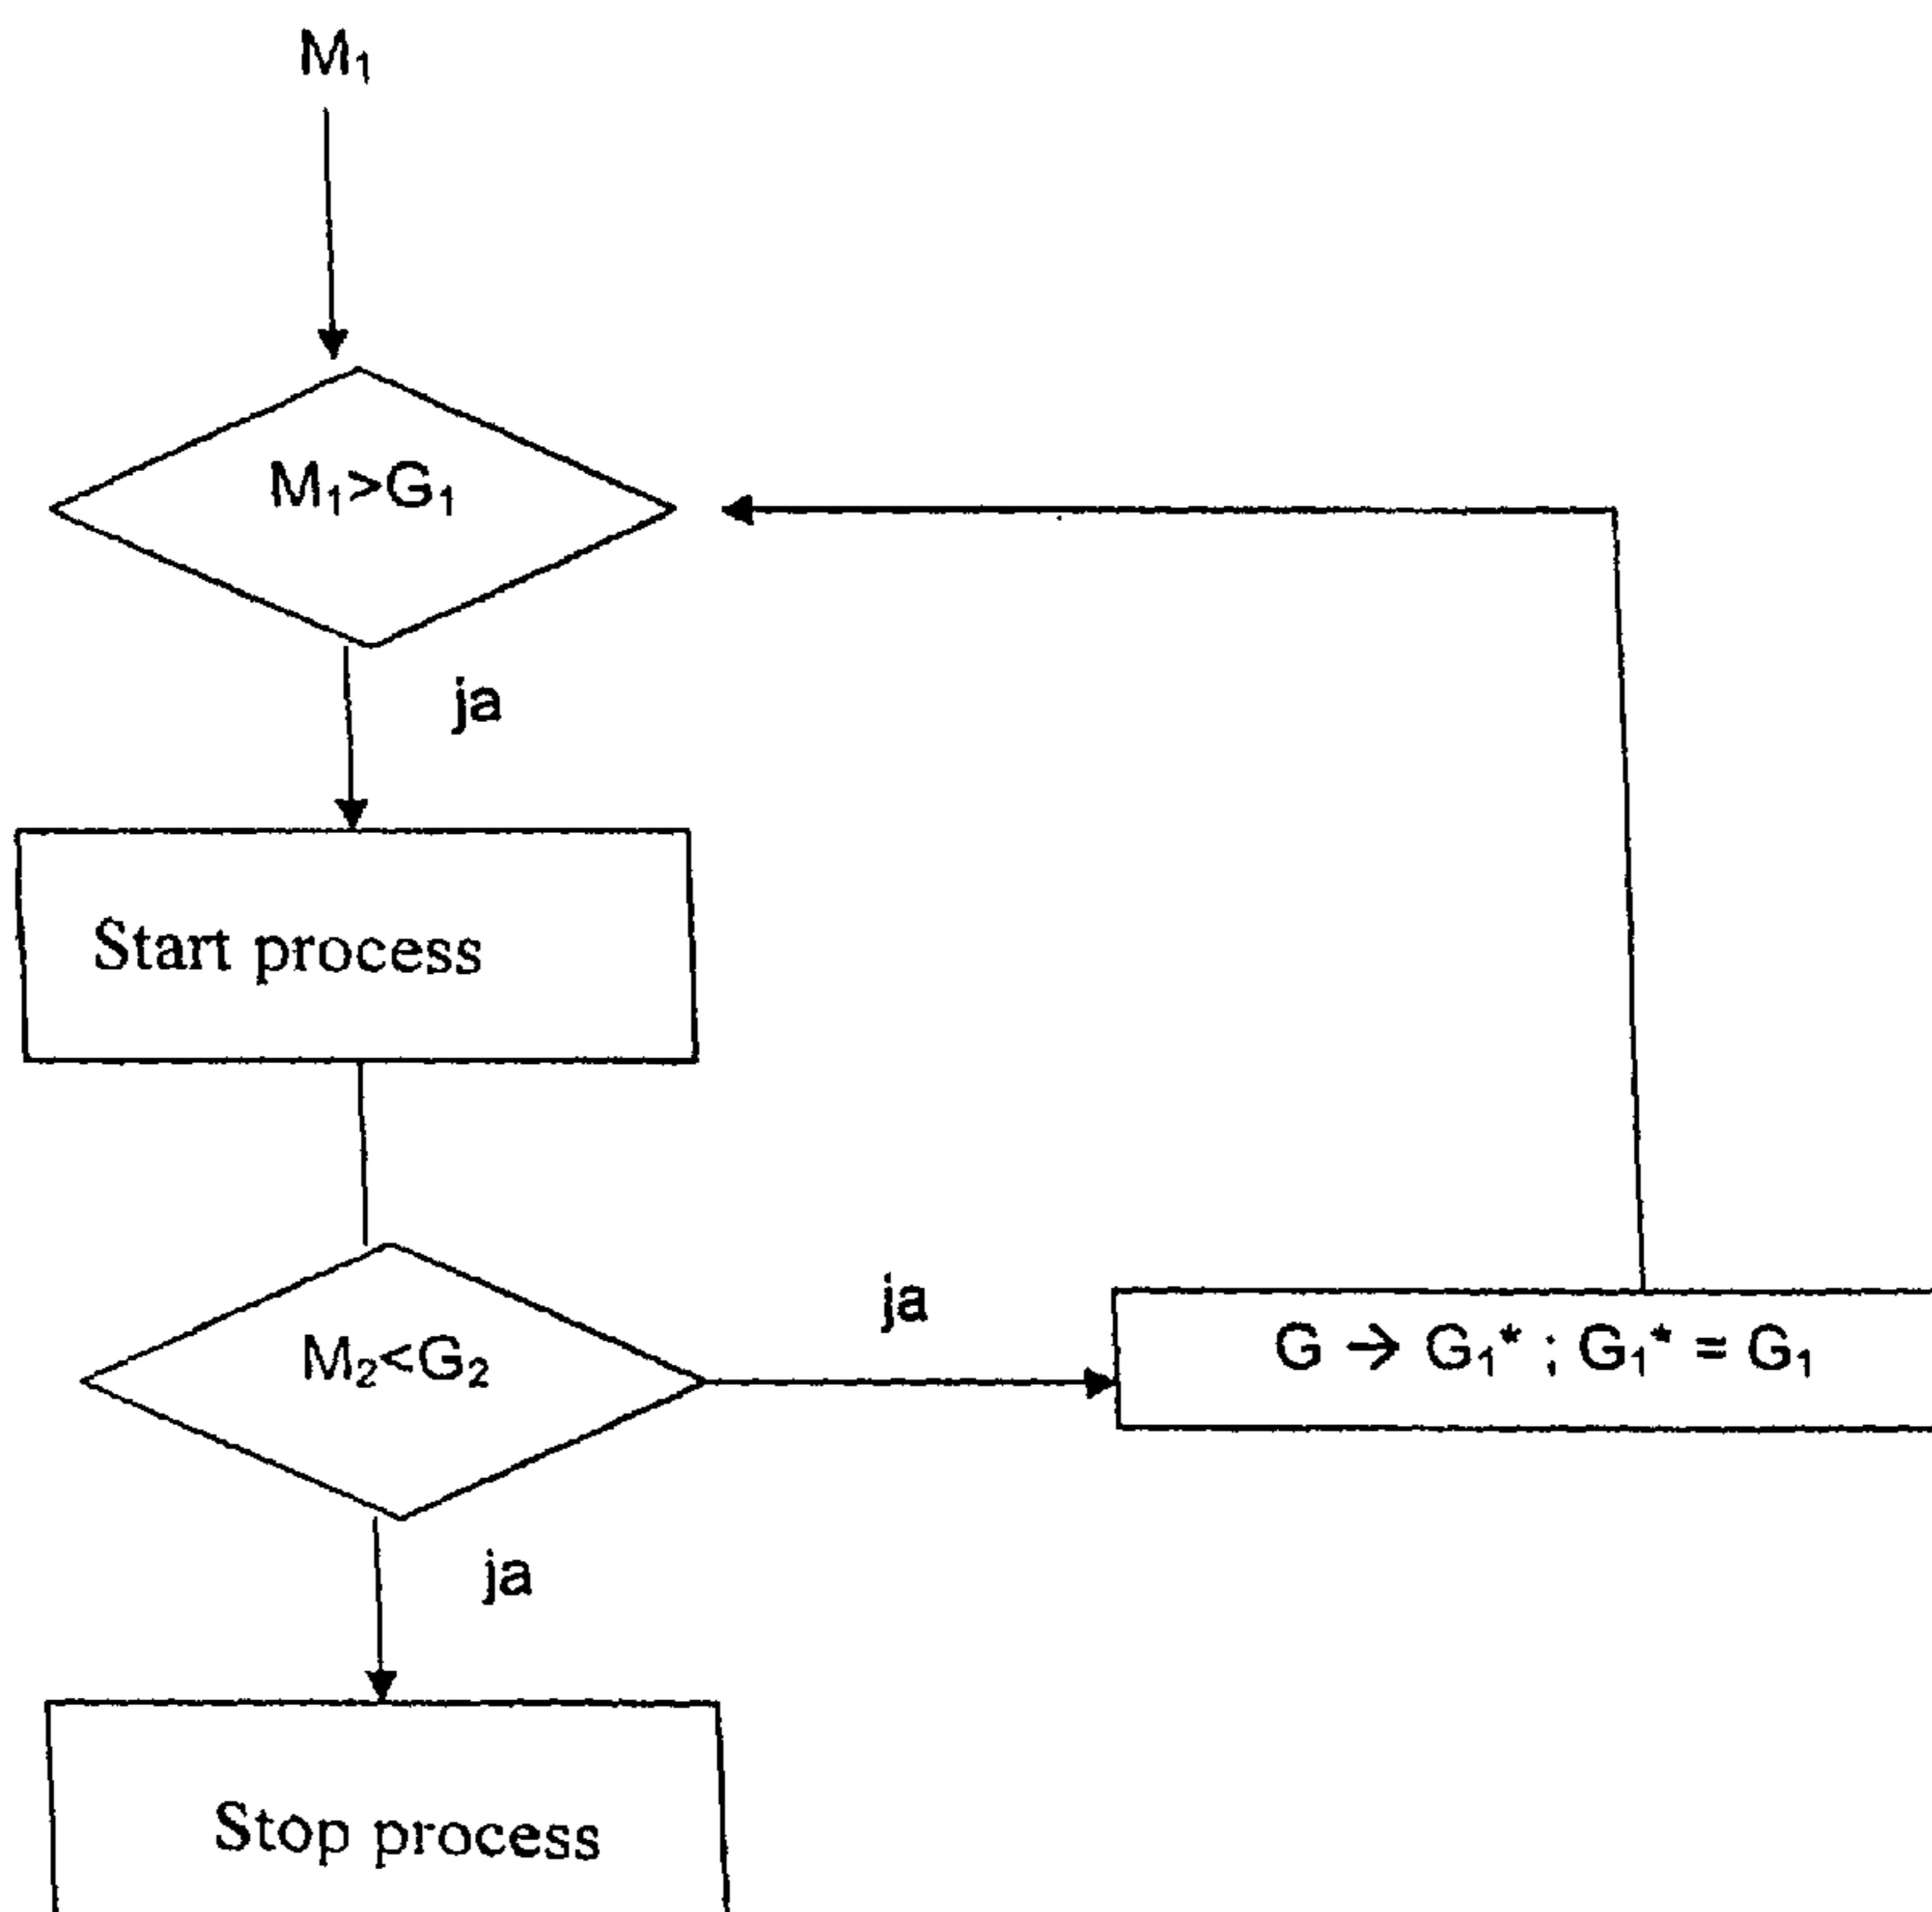 M₁
M₁>G₁
ja
Start process
M₂<G₂
ja
G → G₁* ; G₁* = G₁
ja
Stop process